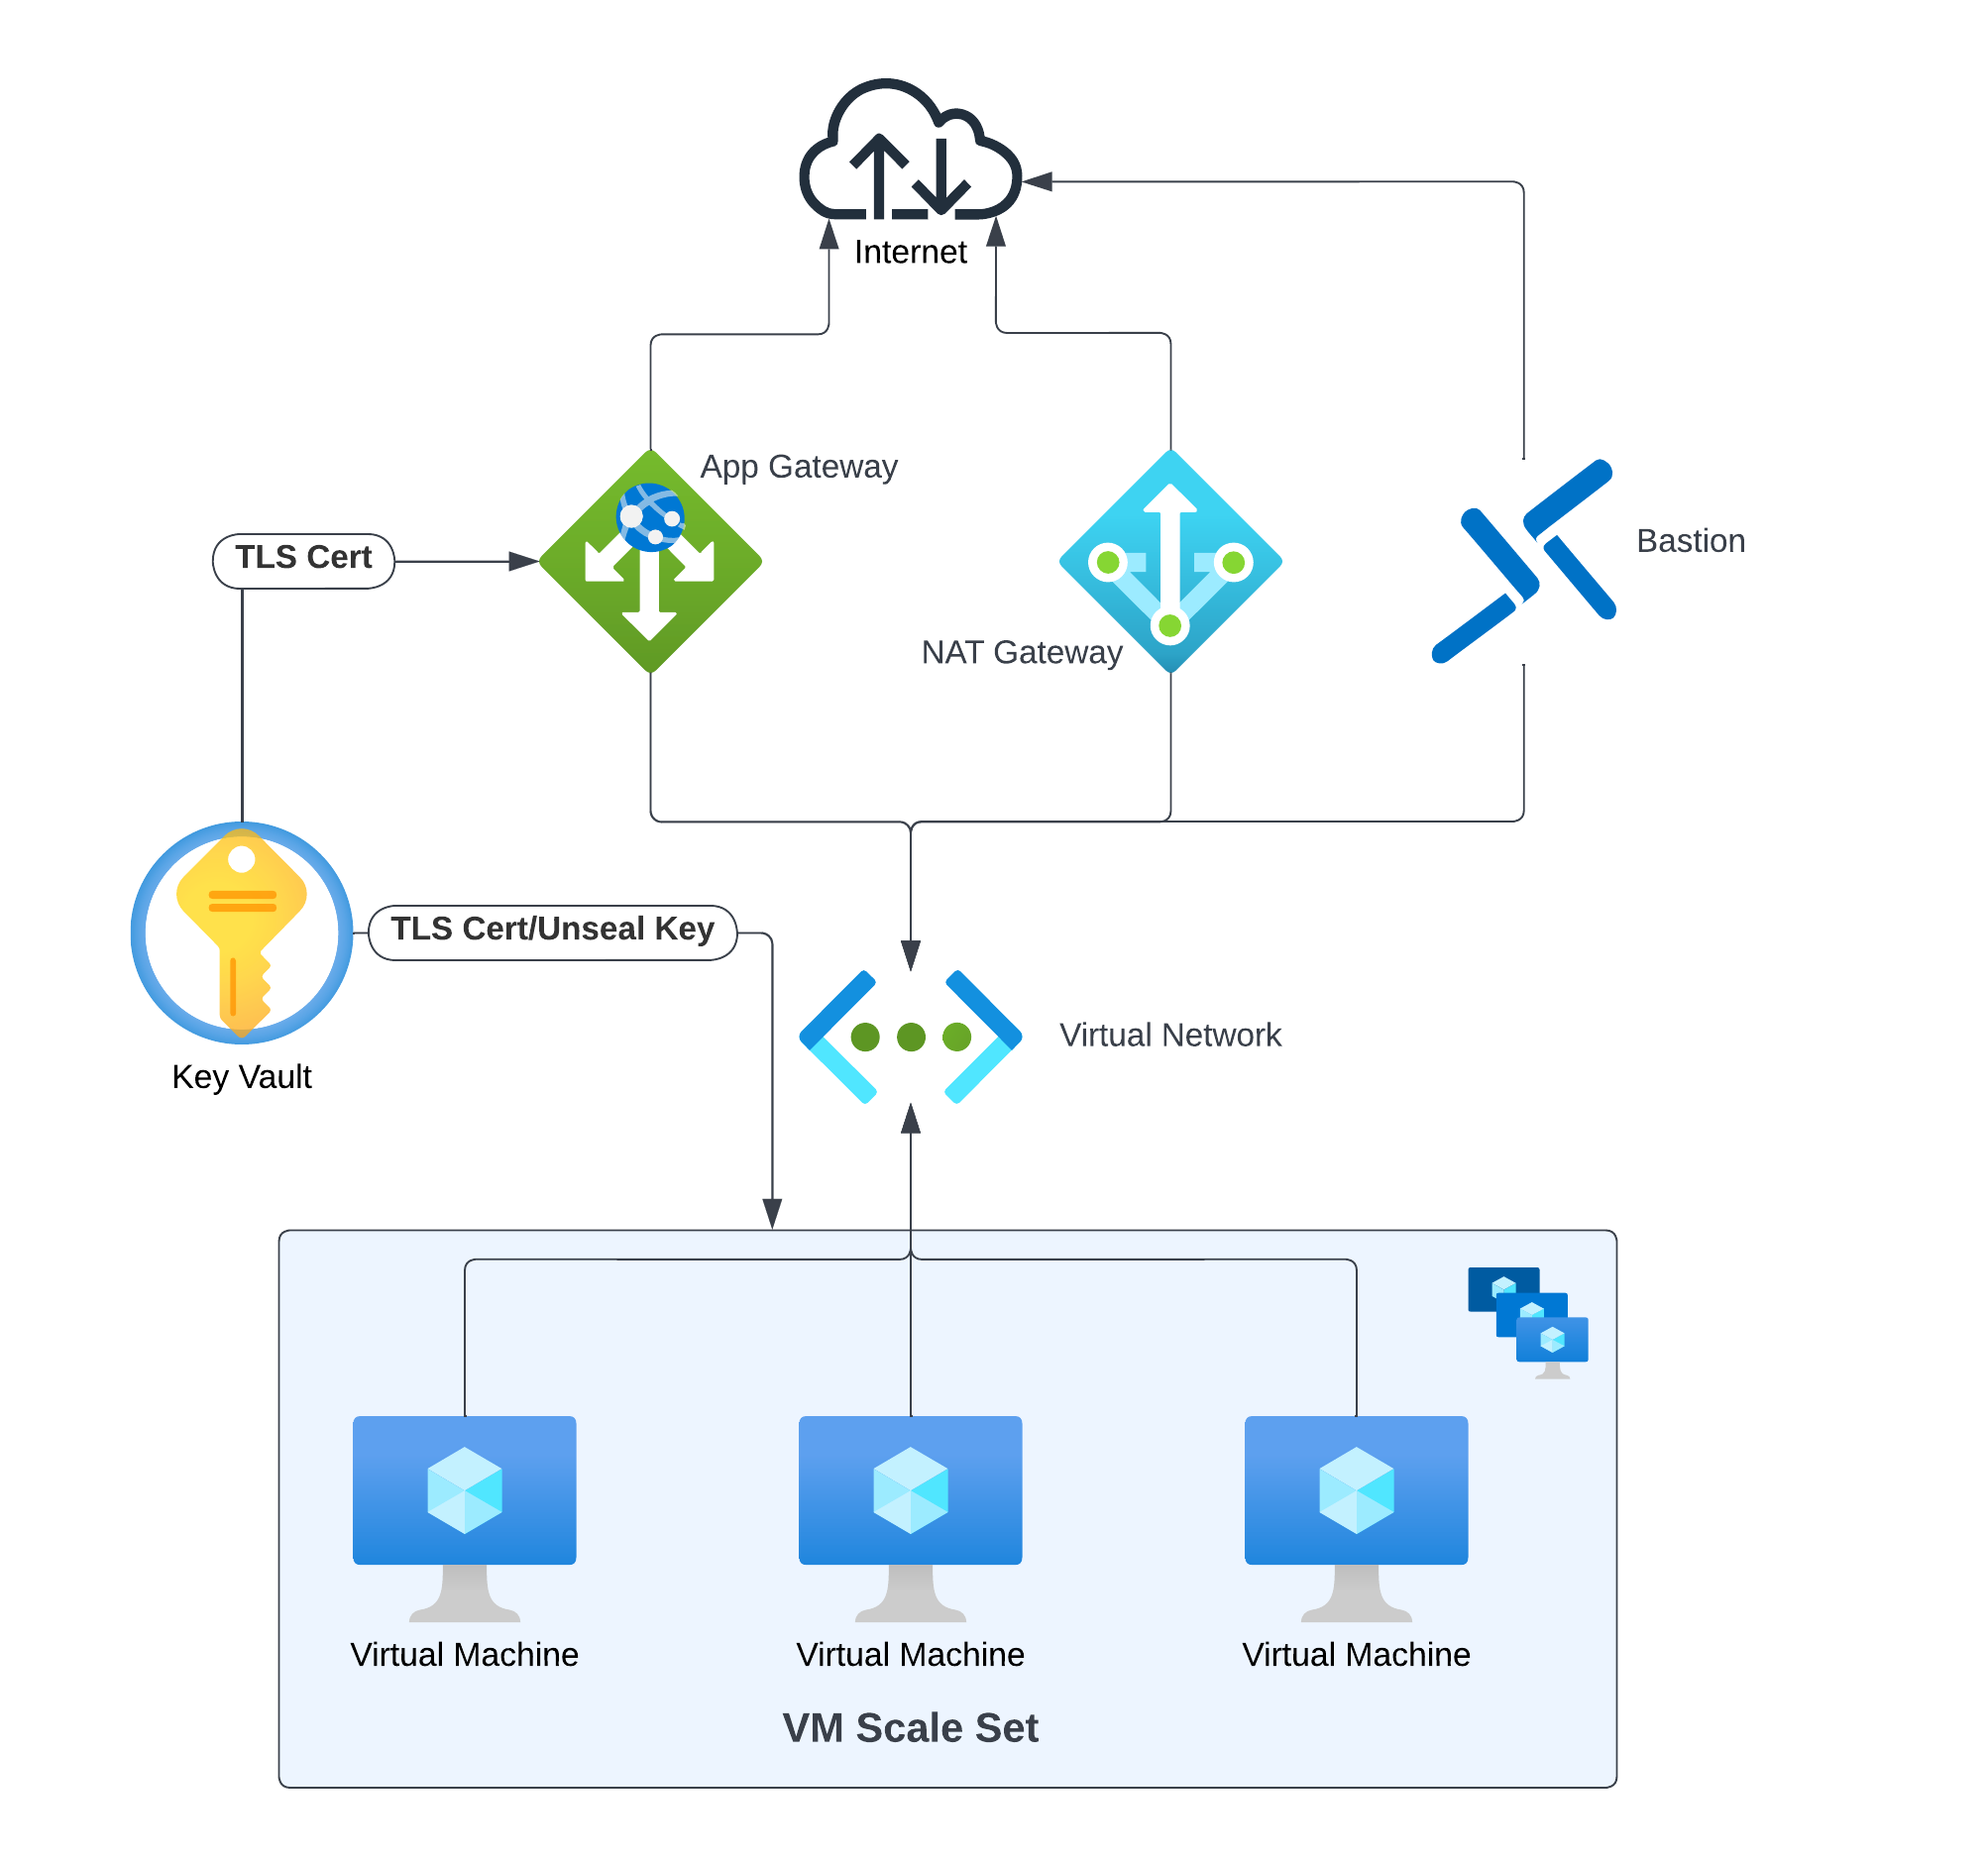 Internet
App Gateway
TLS Cert
Bastion
NAT Gateway
TLS Cert/Unseal Key
Virtual Network
Key Vault
Virtual Machine
Virtual Machine
Virtual Machine
VM Scale Set